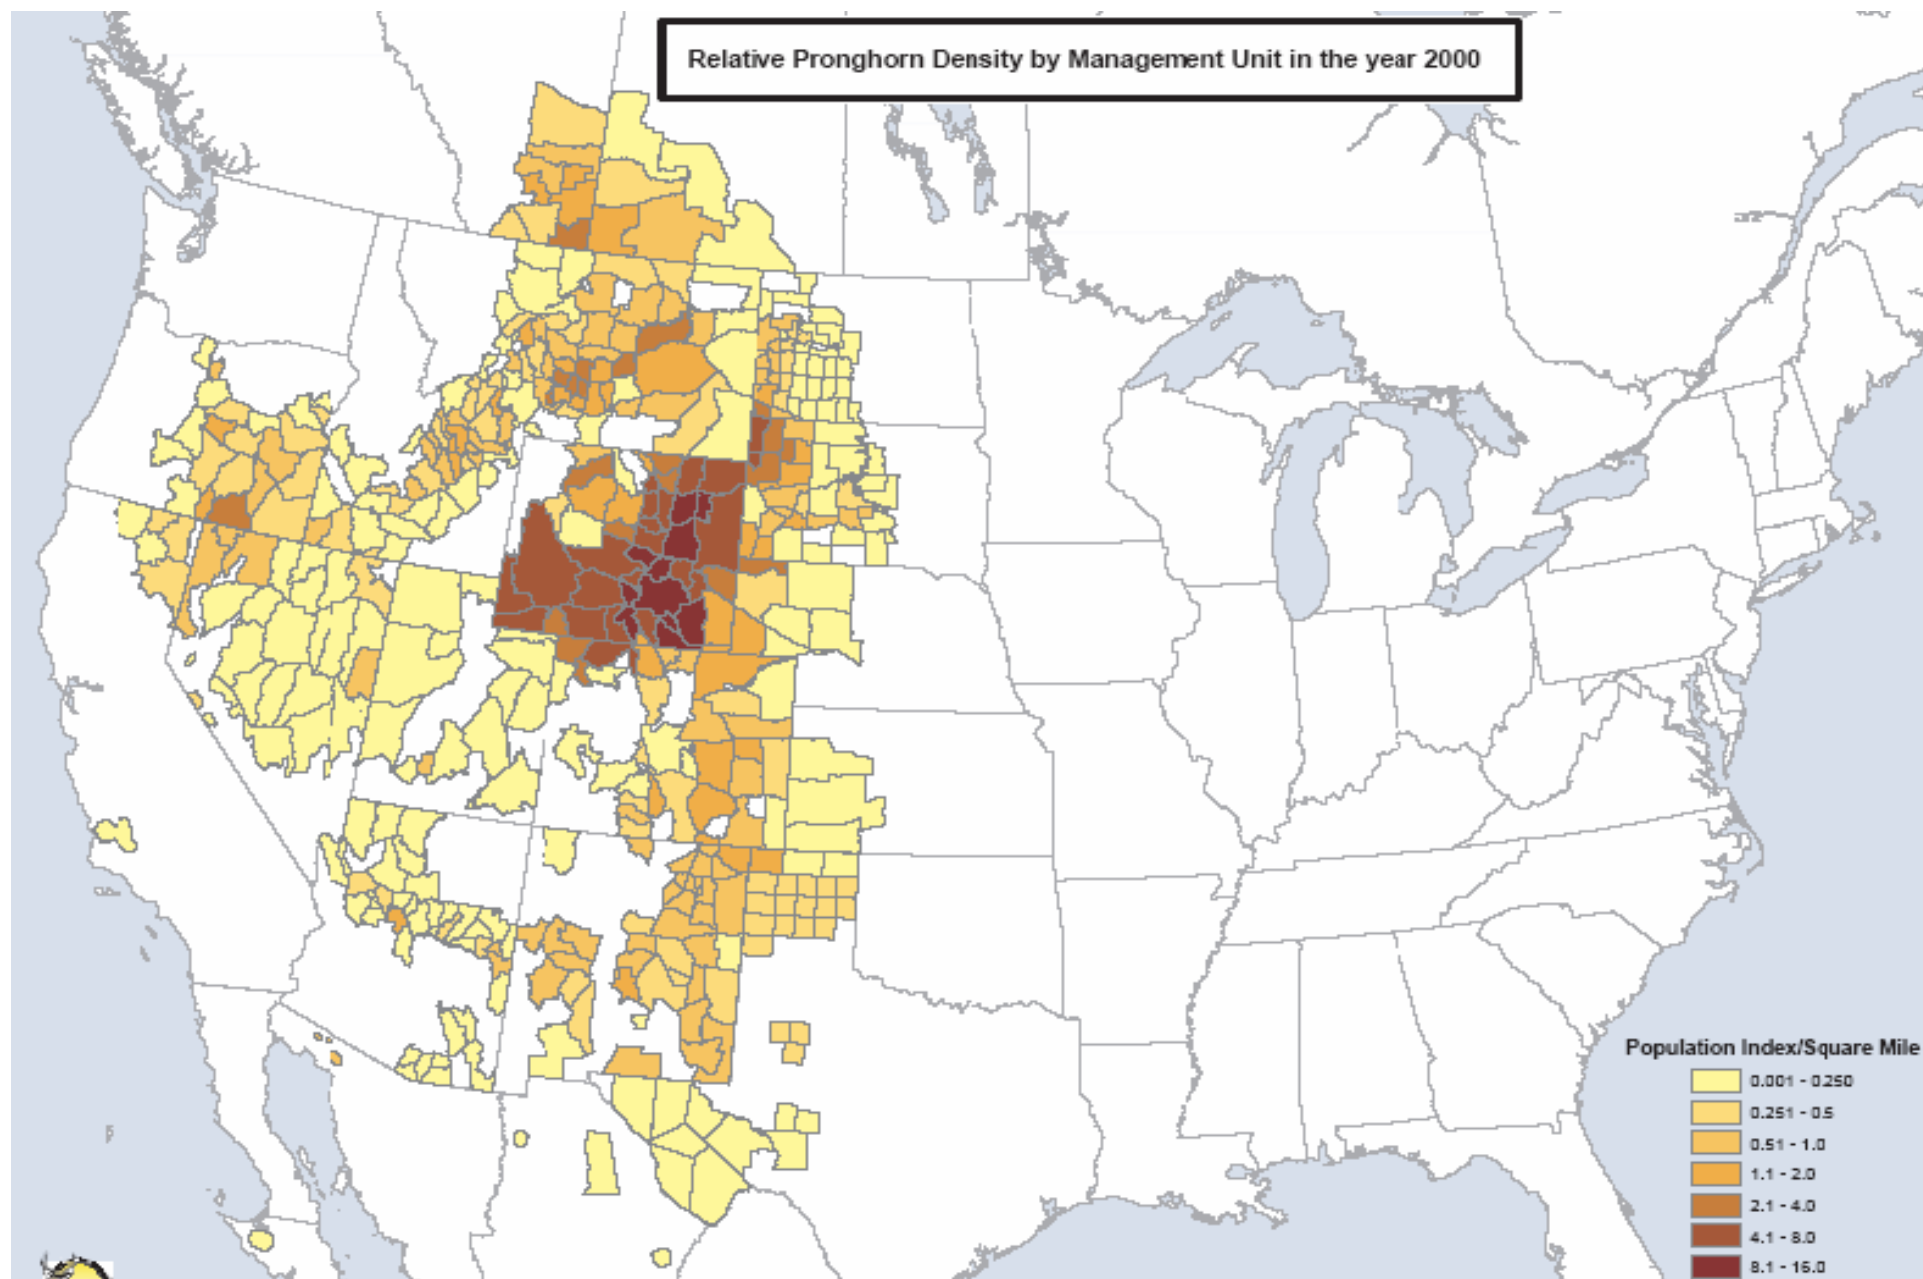 Relative Pronghorn Density by Management Unit in the year 2000
Population Index/Square Mile
0.001 - 0.250
0.251 - 0.5
0.51 - 1.0
1.1 - 2.0
2.1 - 4.0
4.1 - 8.0
8.1 - 16.0